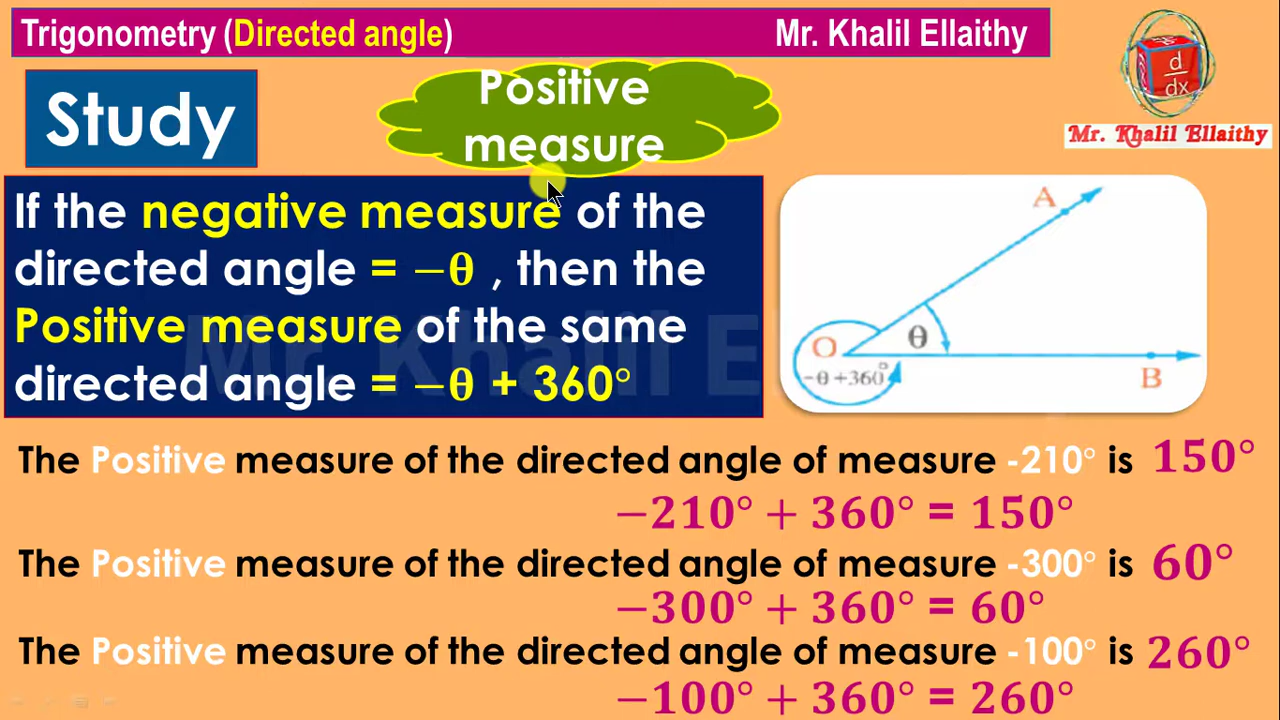 Trigonometry (Directed angle) Mr. Khalil Ellaithy
d
dx
Mr. Khalil Ellaithy
Study
Positive
measure
If the negative measure of the
directed angle = −θ , then the
Positive measure of the same
directed angle = −θ + 360°
A
O
θ
-θ +360°
B
Mr. Khalil El
The Positive measure of the directed angle of measure -210° is 150°
−210° + 360° = 150°
The Positive measure of the directed angle of measure -300° is 60°
−300° + 360° = 60°
The Positive measure of the directed angle of measure -100° is 260°
−100° + 360° = 260°